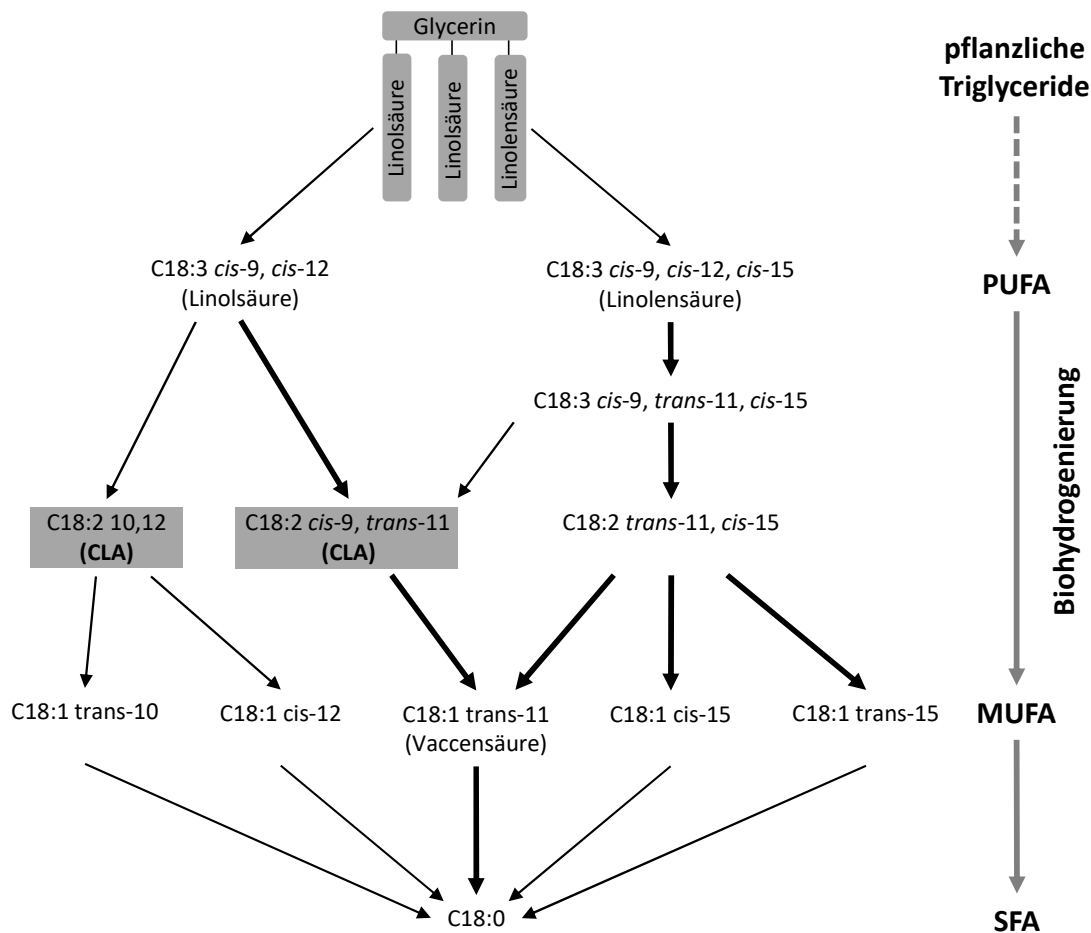 Glycerin
Linolsäure
Linolsäure
Linolensäure
pflanzliche
Triglyceride
C18:3 cis-9, cis-12
(Linolsäure)
C18:3 cis-9, cis-12, cis-15
(Linolensäure)
PUFA
C18:3 cis-9, trans-11, cis-15
Biohydrogenierung
C18:2 10,12
(CLA)
C18:2 cis-9, trans-11
(CLA)
C18:2 trans-11, cis-15
C18:1 trans-10
C18:1 cis-12
C18:1 trans-11
(Vaccensäure)
C18:1 cis-15
C18:1 trans-15
MUFA
C18:0
SFA